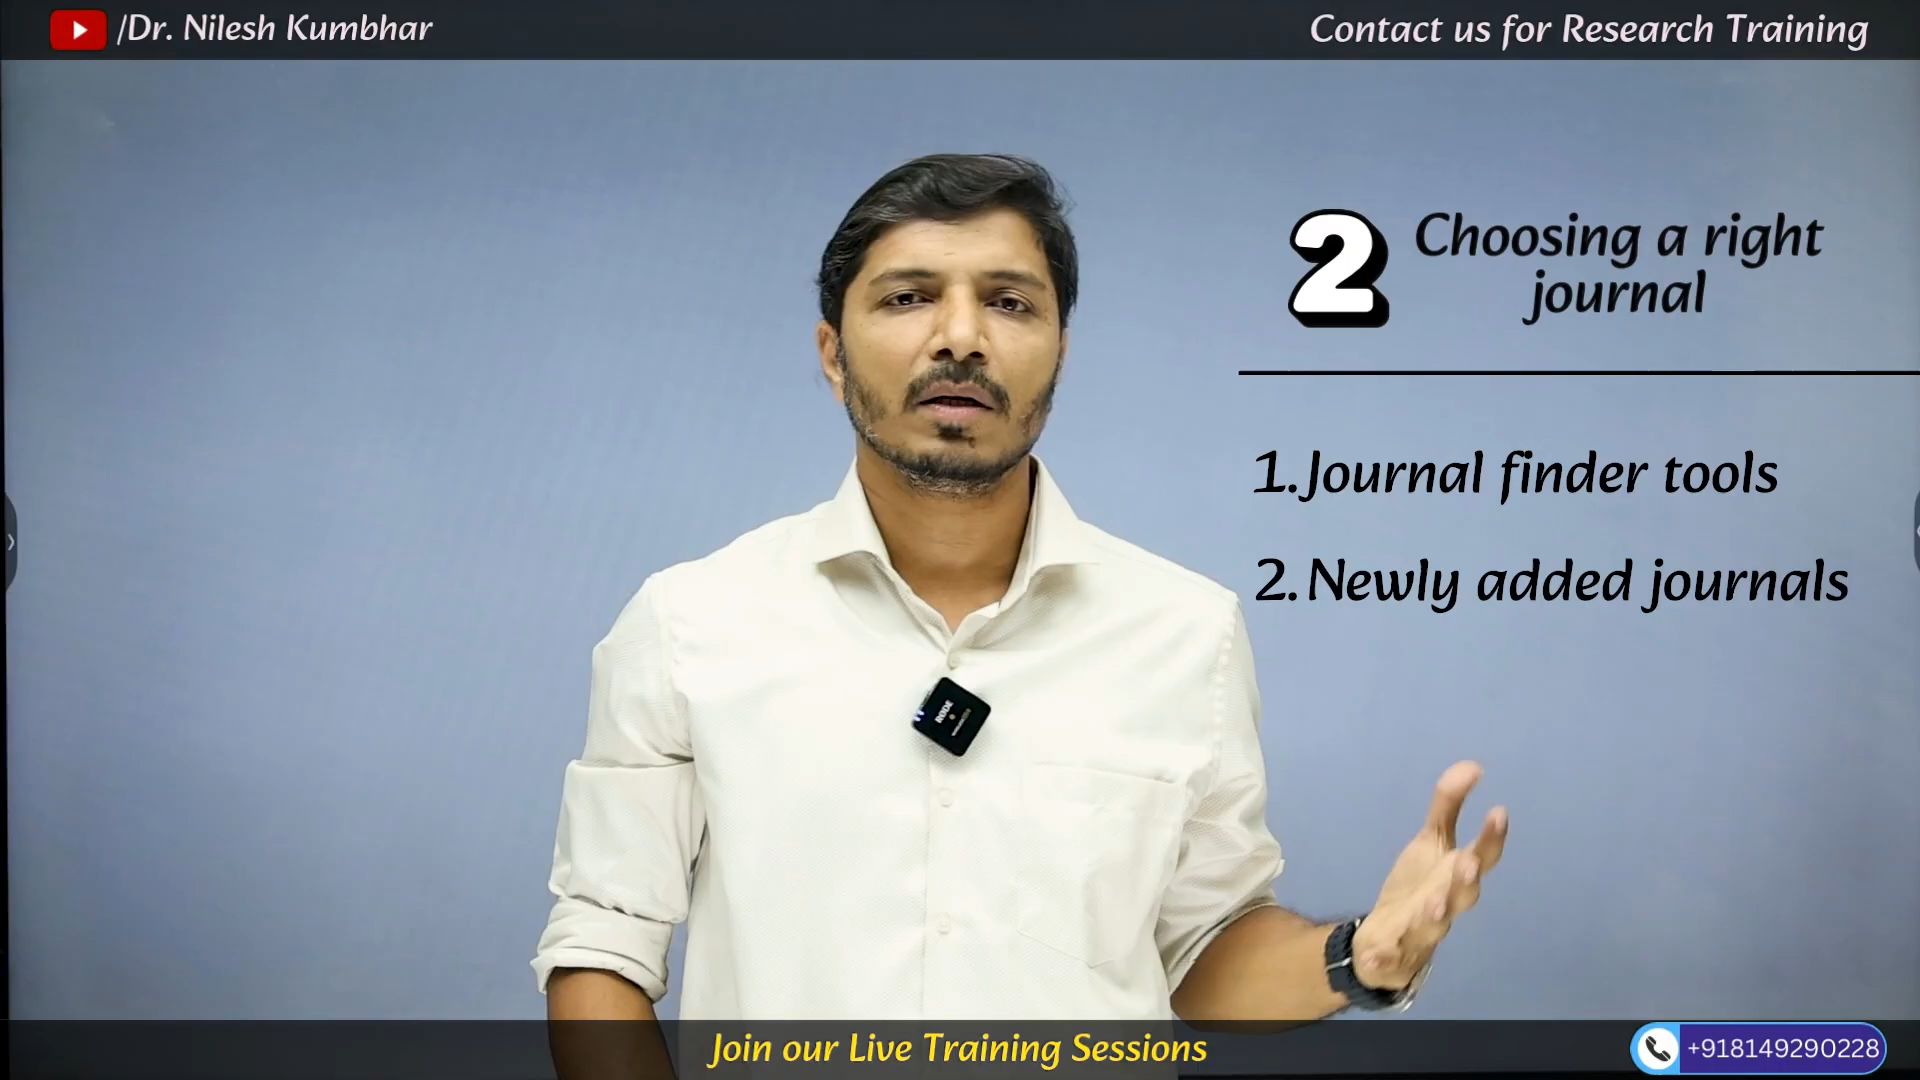 /Dr. Nilesh Kumbhar
Contact us for Research Training
2
Choosing a right
journal
1. Journal finder tools
2. Newly added journals
RODE
Join our Live Training Sessions
+918149290228